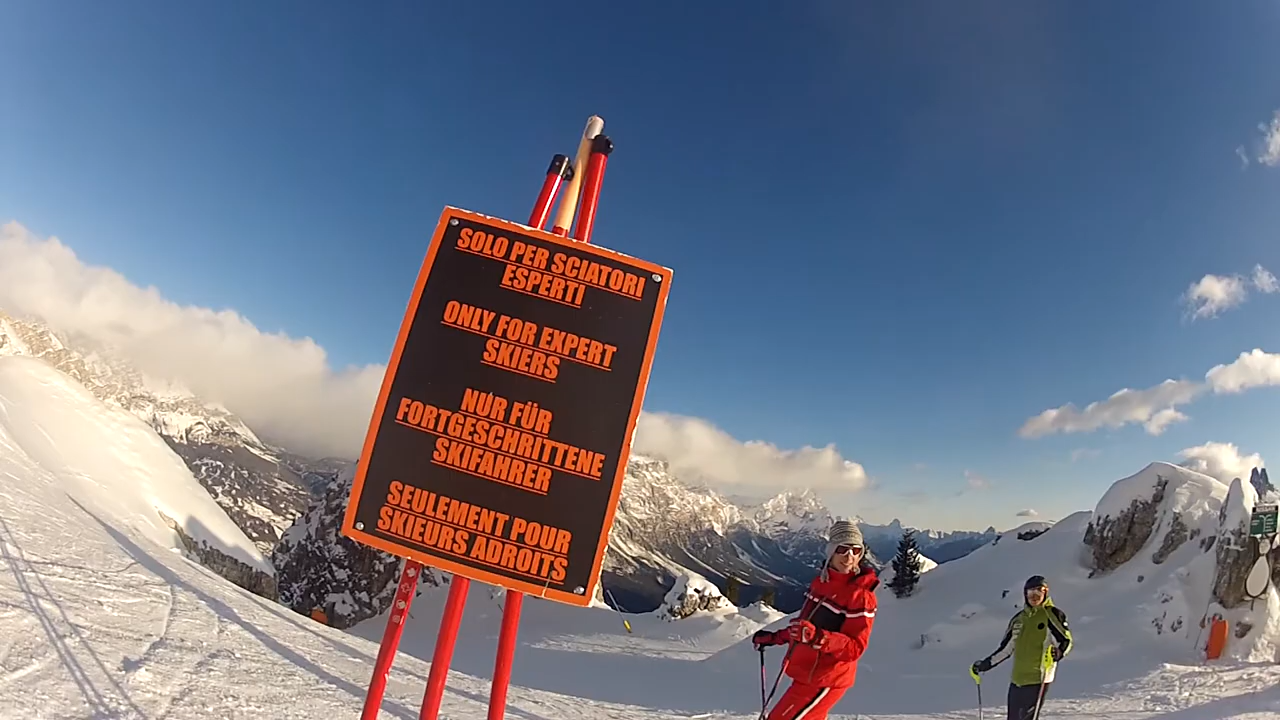 SOLO PER SCIATORI
ESPERTI
ONLY FOR EXPERT
SKIERS
NUR FÜR
FORTGESCHRITTENE
SKIFAHRER
SEULEMENT POUR
SKIEURS ADROITS